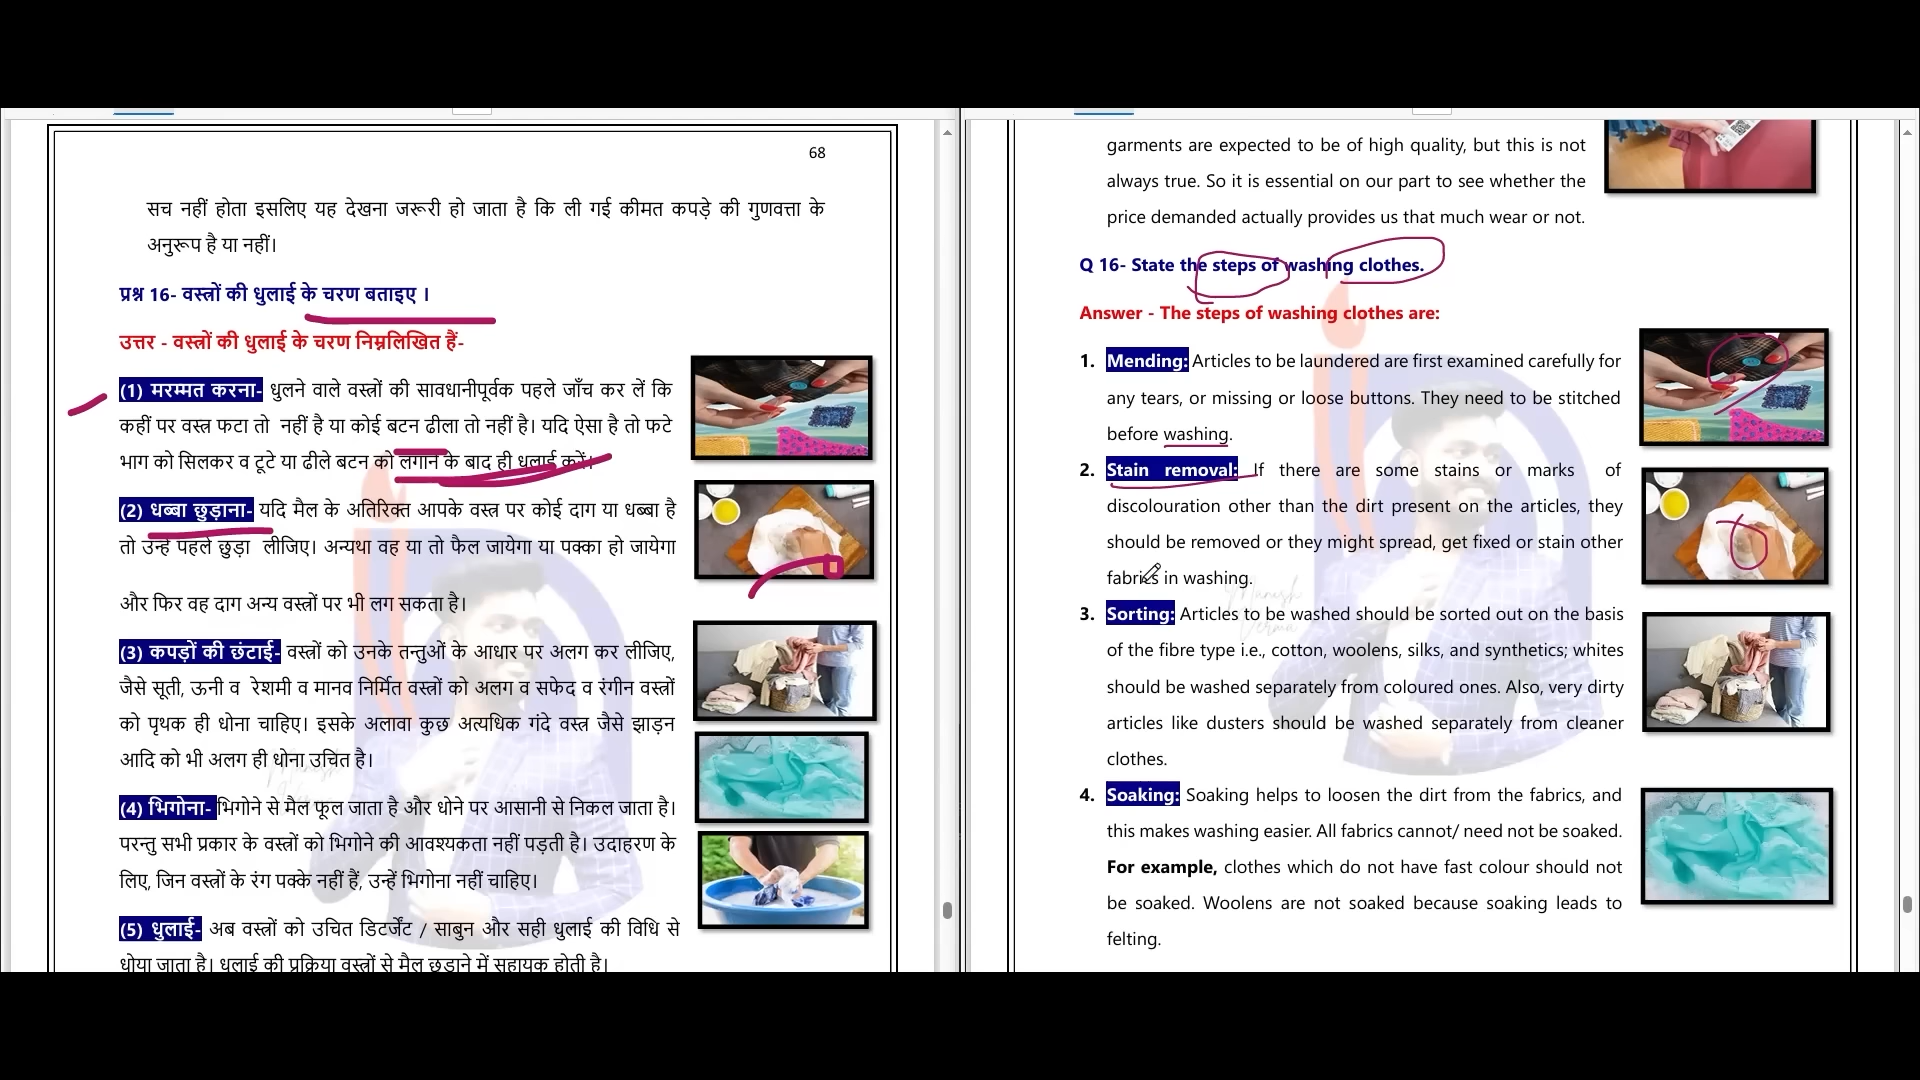 68
सच नहीं होता इसलिए यह देखना जरूरी हो जाता है कि ली गई कीमत कपड़े की गुणवत्ता के
अनुरूप है या नहीं।
प्रश्न 16- वस्त्रों की धुलाई के चरण बताइए ।
उत्तर - वस्त्रों की धुलाई के चरण निम्नलिखित हैं-
(1) मरम्मत करना- धुलने वाले वस्त्रों की सावधानीपूर्वक पहले जाँच कर लें कि
कहीं पर वस्त्र फटा तो नहीं है या कोई बटन ढीला तो नहीं है। यदि ऐसा है तो फटे
भाग को सिलकर व टूटे या ढीले बटन को लगाने के बाद ही धुलाई करें।
(2) धब्बा छुड़ाना- यदि मैल के अतिरिक्त आपके वस्त्र पर कोई दाग या धब्बा है
तो उन्हें पहले छुड़ा लीजिए। अन्यथा वह या तो फैल जायेगा या पक्का हो जायेगा
और फिर वह दाग अन्य वस्त्रों पर भी लग सकता है।
(3) कपड़ों की छंटाई- वस्त्रों को उनके तन्तुओं के आधार पर अलग कर लीजिए,
जैसे सूती, ऊनी व रेशमी व मानव निर्मित वस्त्रों को अलग व सफेद व रंगीन वस्त्रों
को पृथक ही धोना चाहिए। इसके अलावा कुछ अत्यधिक गंदे वस्त्र जैसे झाड़न
आदि को भी अलग ही धोना उचित है।
(4) भिगोना- भिगोने से मैल फूल जाता है और धोने पर आसानी से निकल जाता है।
परन्तु सभी प्रकार के वस्त्रों को भिगोने की आवश्यकता नहीं पड़ती है। उदाहरण के
लिए, जिन वस्त्रों के रंग पक्के नहीं हैं, उन्हें भिगोना नहीं चाहिए।
(5) धुलाई- अब वस्त्रों को उचित डिटर्जेंट / साबुन और सही धुलाई की विधि से
धोया जाता है। धुलाई की प्रक्रिया वस्त्रों से मैल छुड़ाने में सहायक होती है।
garments are expected to be of high quality, but this is not
always true. So it is essential on our part to see whether the
price demanded actually provides us that much wear or not.
Q 16- State the steps of washing clothes.
Answer - The steps of washing clothes are:
1. Mending: Articles to be laundered are first examined carefully for
any tears, or missing or loose buttons. They need to be stitched
before washing.
2. Stain removal: If there are some stains or marks of
discolouration other than the dirt present on the articles, they
should be removed or they might spread, get fixed or stain other
fabrics in washing.
3. Sorting: Articles to be washed should be sorted out on the basis
of the fibre type i.e., cotton, woolens, silks, and synthetics; whites
should be washed separately from coloured ones. Also, very dirty
articles like dusters should be washed separately from cleaner
clothes.
4. Soaking: Soaking helps to loosen the dirt from the fabrics, and
this makes washing easier. All fabrics cannot/ need not be soaked.
For example, clothes which do not have fast colour should not
be soaked. Woolens are not soaked because soaking leads to
felting.
Munish
Verma